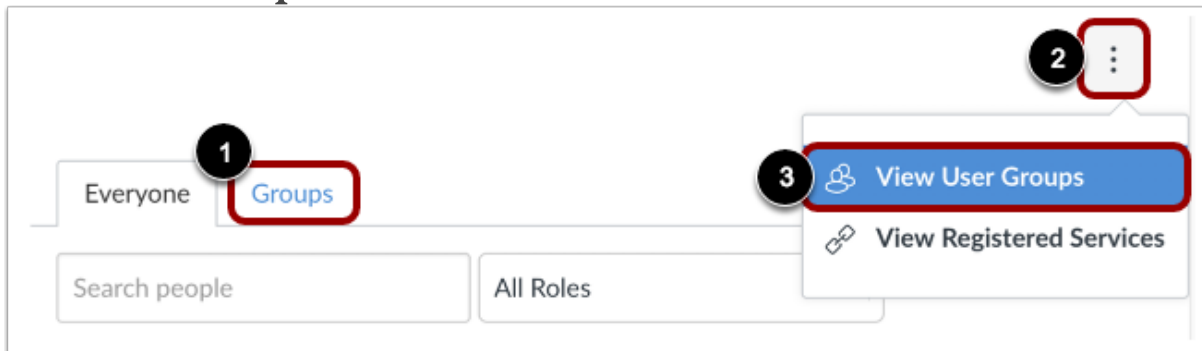 2
1
3
View User Groups
Everyone
Groups
View Registered Services
Search people
All Roles